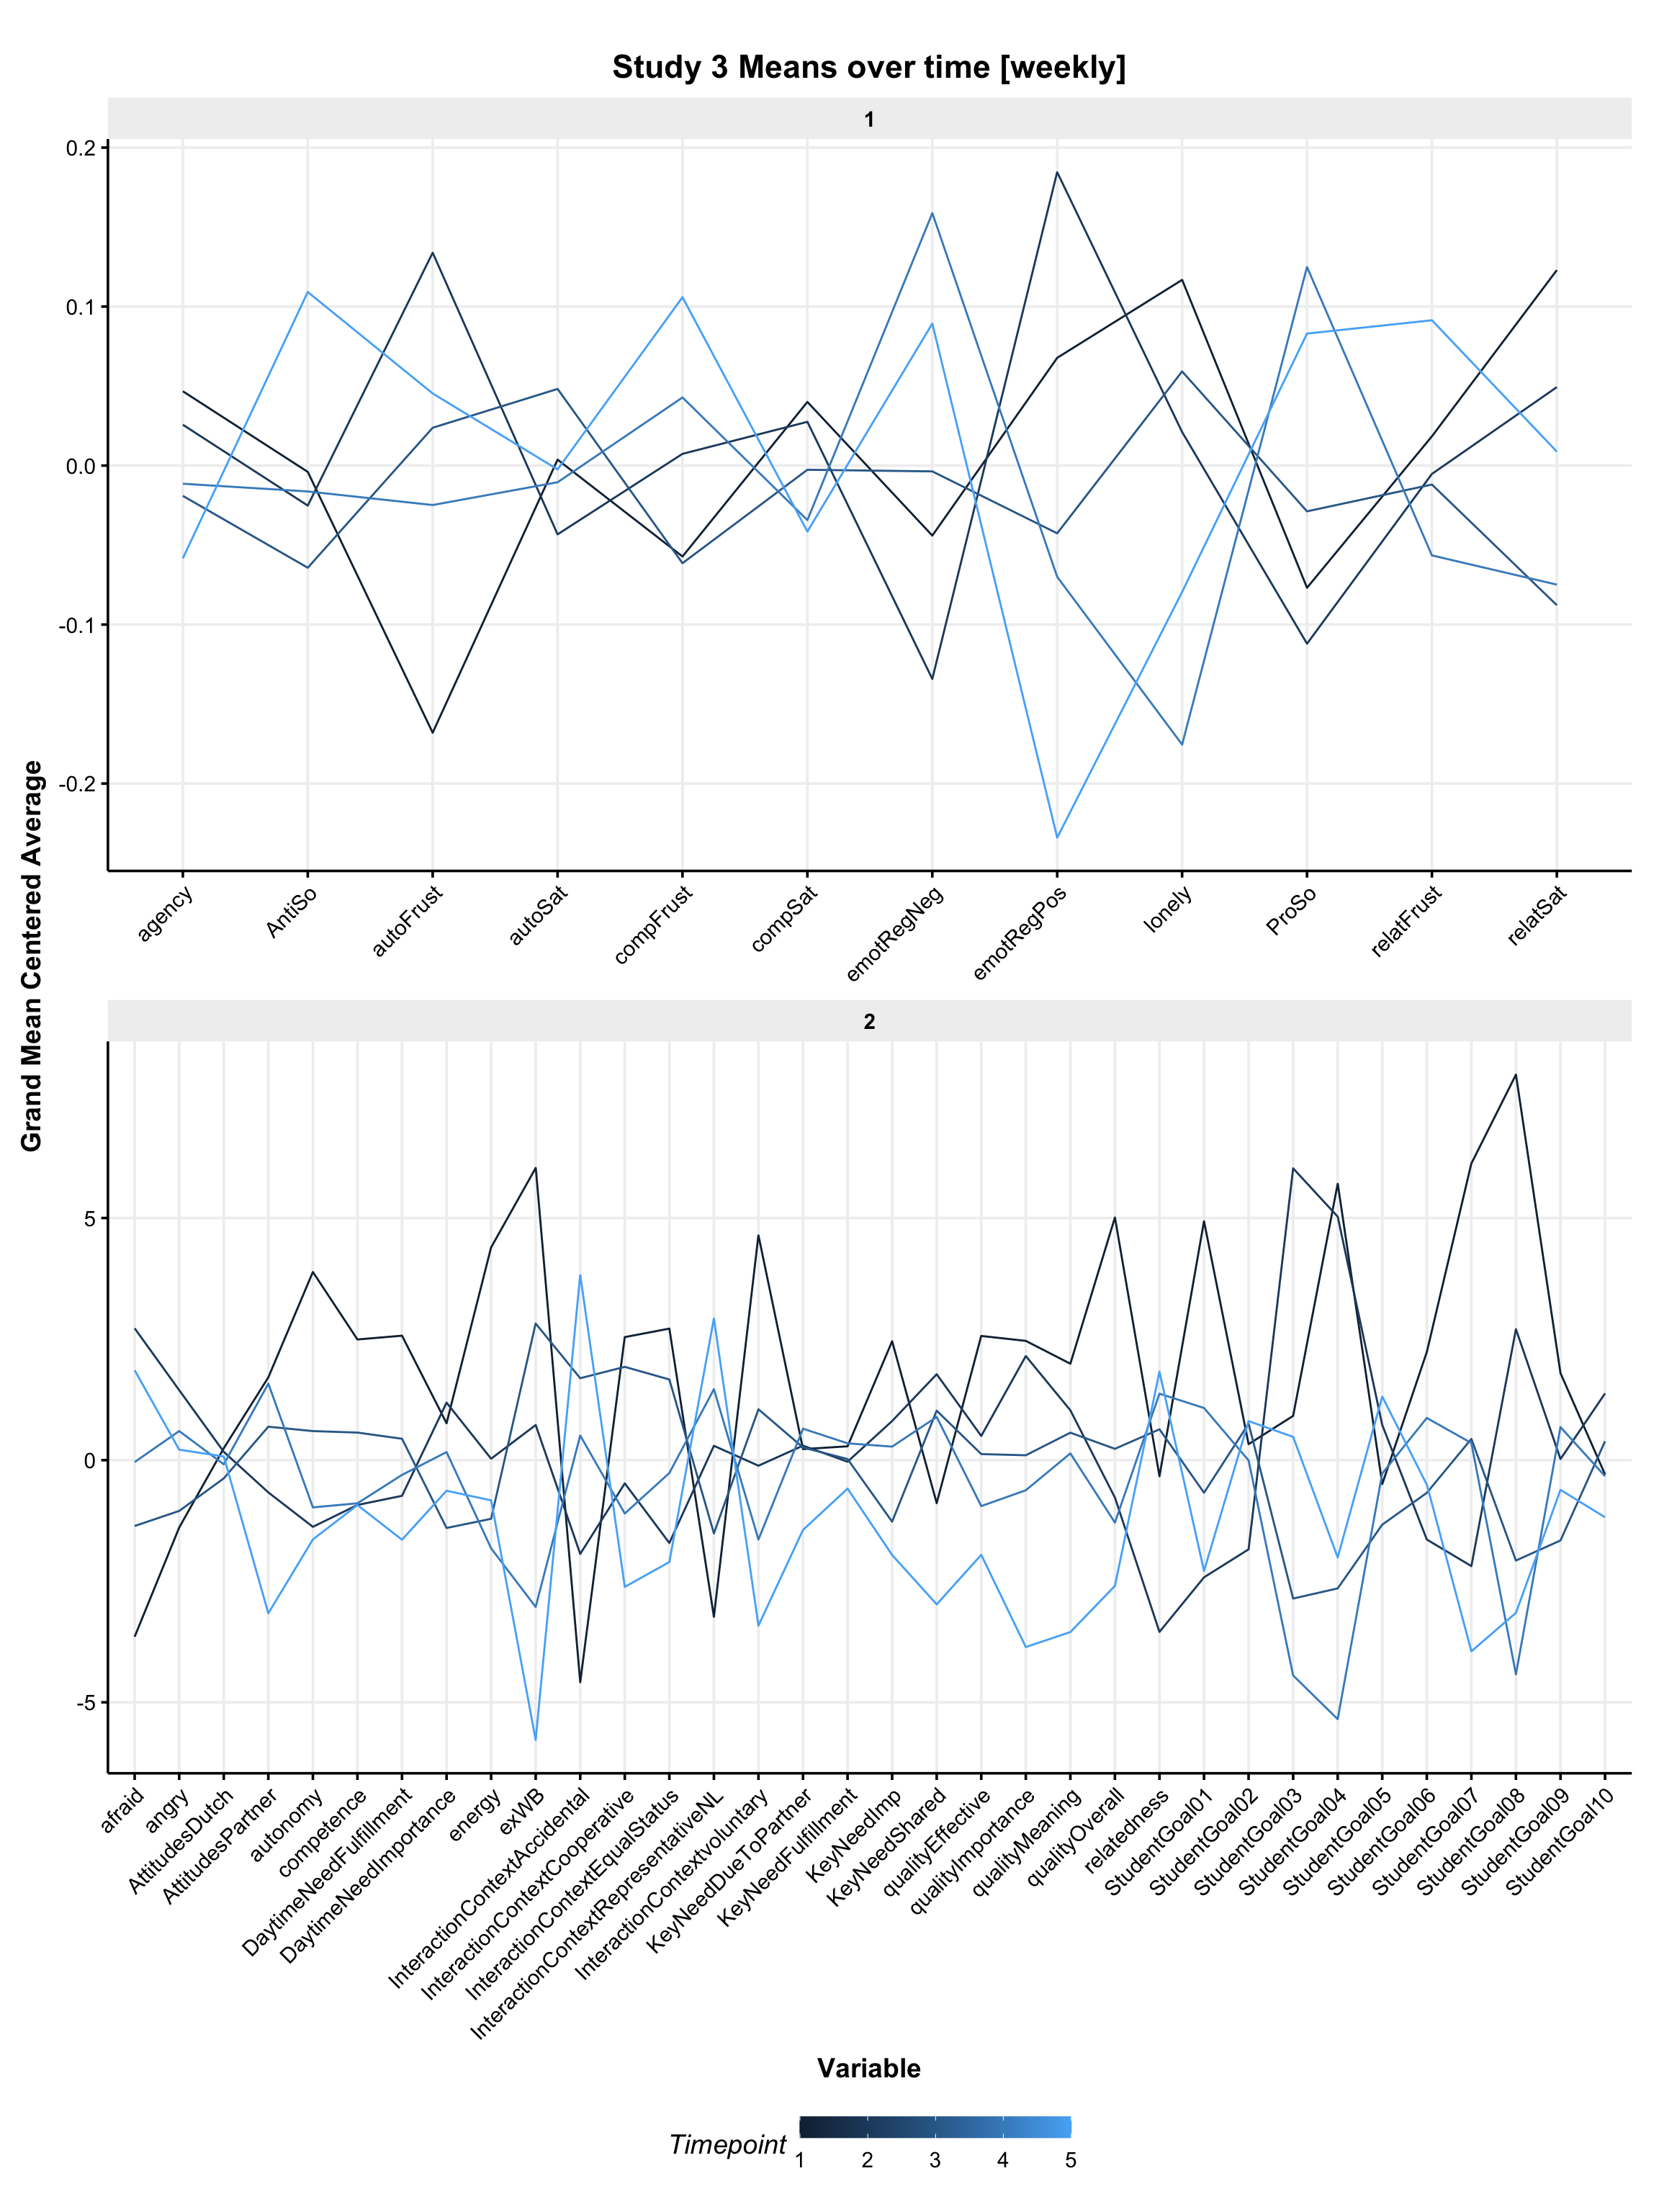 Study 3 Means over time [weekly]
1
0.2
0.1
0.0
-0.1
-0.2
agency
AntiSo
autoFrust
autoSat
compFrust
compSat
emotRegNeg
emotRegPos
lonely
ProSo
relatFrust
relatSat
Grand Mean Centered Average
2
5
0
-5
afraid
angry
AttitudesDutch
AttitudesPartner
autonomy
competence
DaytimeNeedFulfillment
DaytimeNeedImportance
energy
exWB
InteractionContextAccidental
InteractionContextCooperative
InteractionContextEqualStatus
InteractionContextRepresentativeNL
InteractionContextvoluntary
KeyNeedDueToPartner
KeyNeedFulfillment
KeyNeedImp
KeyNeedShared
qualityEffective
qualityImportance
qualityMeaning
qualityOverall
relatedness
StudentGoal01
StudentGoal02
StudentGoal03
StudentGoal04
StudentGoal05
StudentGoal06
StudentGoal07
StudentGoal08
StudentGoal09
StudentGoal10
Variable
Timepoint
1 2 3 4 5